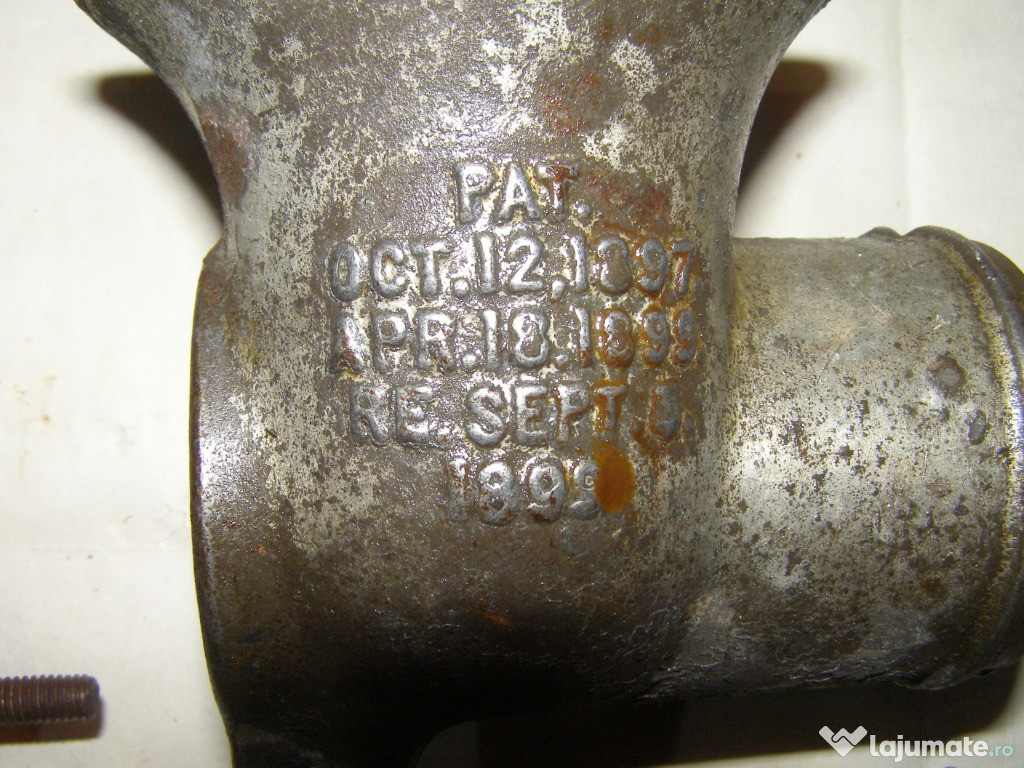 PAT.
OCT.12,1897
APR.18.1899
RE.SEPT.5.
1899
lajumate.ro